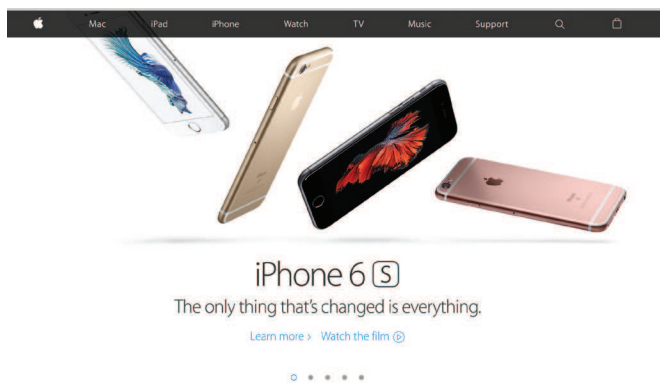 Mac iPad iPhone Watch TV Music Support
iPhone 6 S
The only thing that's changed is everything.
Learn more > Watch the film